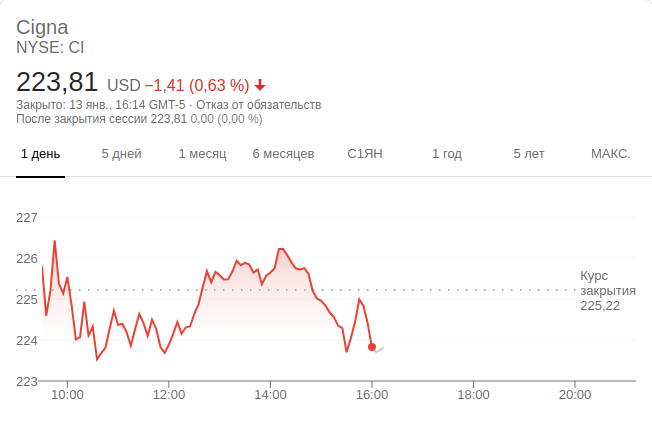 Cigna
NYSE: CI
223,81 USD −1,41 (0,63 %)
Закрыто: 13 янв., 16:14 GMT-5 · Отказ от обязательств
После закрытия сессии 223,81 0,00 (0,00 %)
1 день 5 дней 1 месяц 6 месяцев С1ЯН 1 год 5 лет МАКС.
227
226
Курс
закрытия
225,22
225
224
223
10:00 12:00 14:00 16:00 18:00 20:00